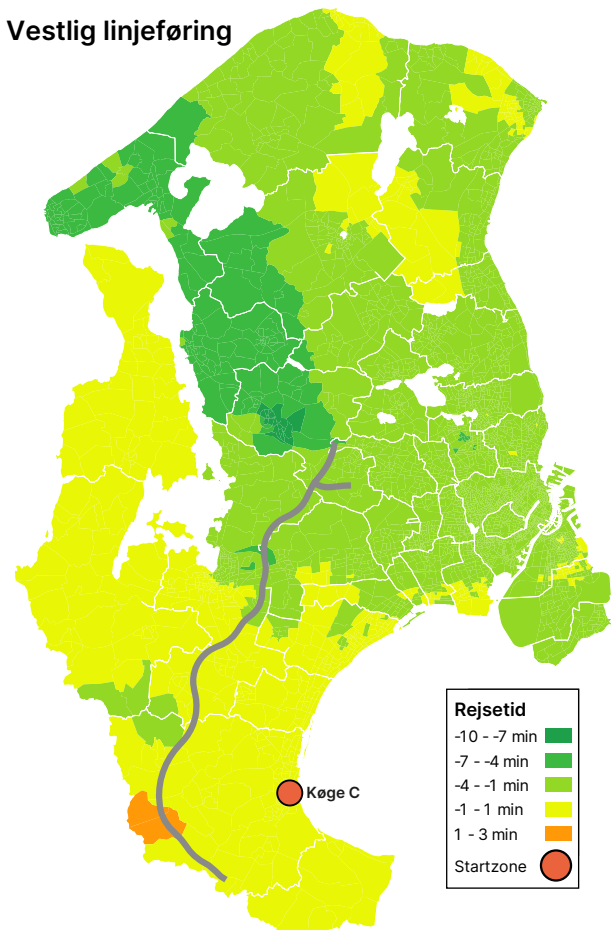 Vestlig linjeføring
Køge C
Rejsetid
-10 - -7 min
-7 - -4 min
-4 - -1 min
-1 - 1 min
1 - 3 min
Startzone